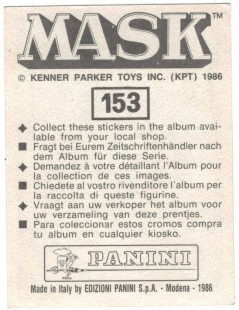 MASK™
© KENNER PARKER TOYS INC. (KPT) 1986
153
◆ Collect these stickers in the album avai-
lable from your local shop.
■ Fragt bei Eurem Zeitschriftenhändler nach
dem Album für diese Serie.
◆ Demandez à votre détaillant l'Album pour
la collection de ces images.
■ Chiedete al vostro rivenditore l'album per
la raccolta di queste figurine.
◆ Vraagt aan uw verkoper het album voor
uw verzameling van deze prentjes.
■ Para coleccionar estos cromos compra
tu album en cualquier kiosko.
PANINI
Made in Italy by EDIZIONI PANINI S.p.A. - Modena - 1986